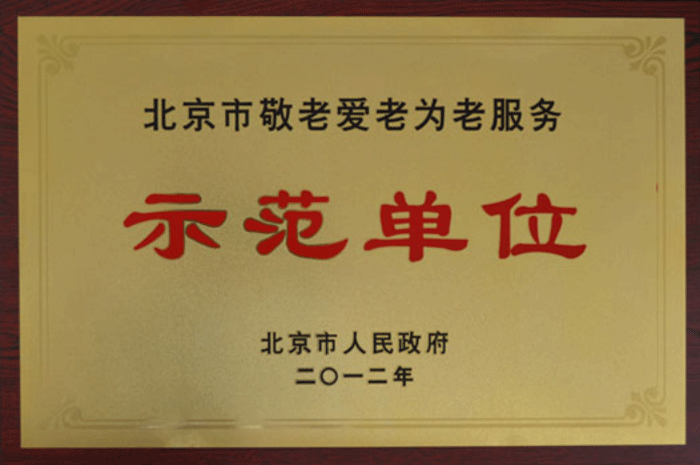 北京市敬老爱老为老服务
示范单位
北京市人民政府
二〇一二年